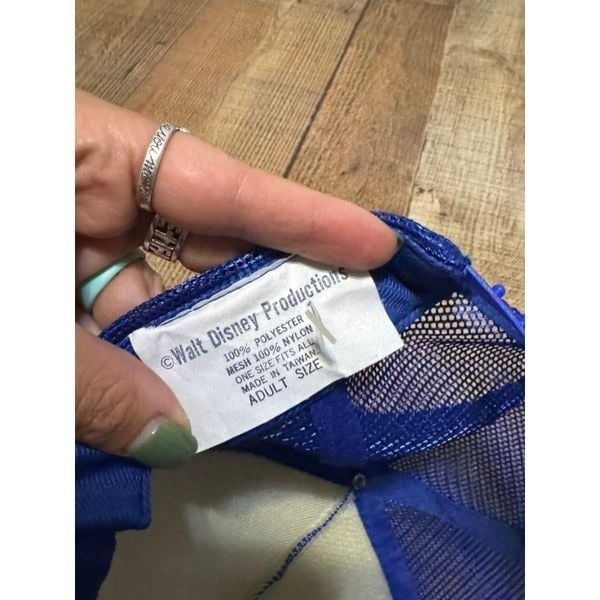 ©Walt Disney Productions
100% POLYESTER
MESH 100% NYLON
ONE SIZE FITS ALL
MADE IN TAIWAN
ADULT SIZE